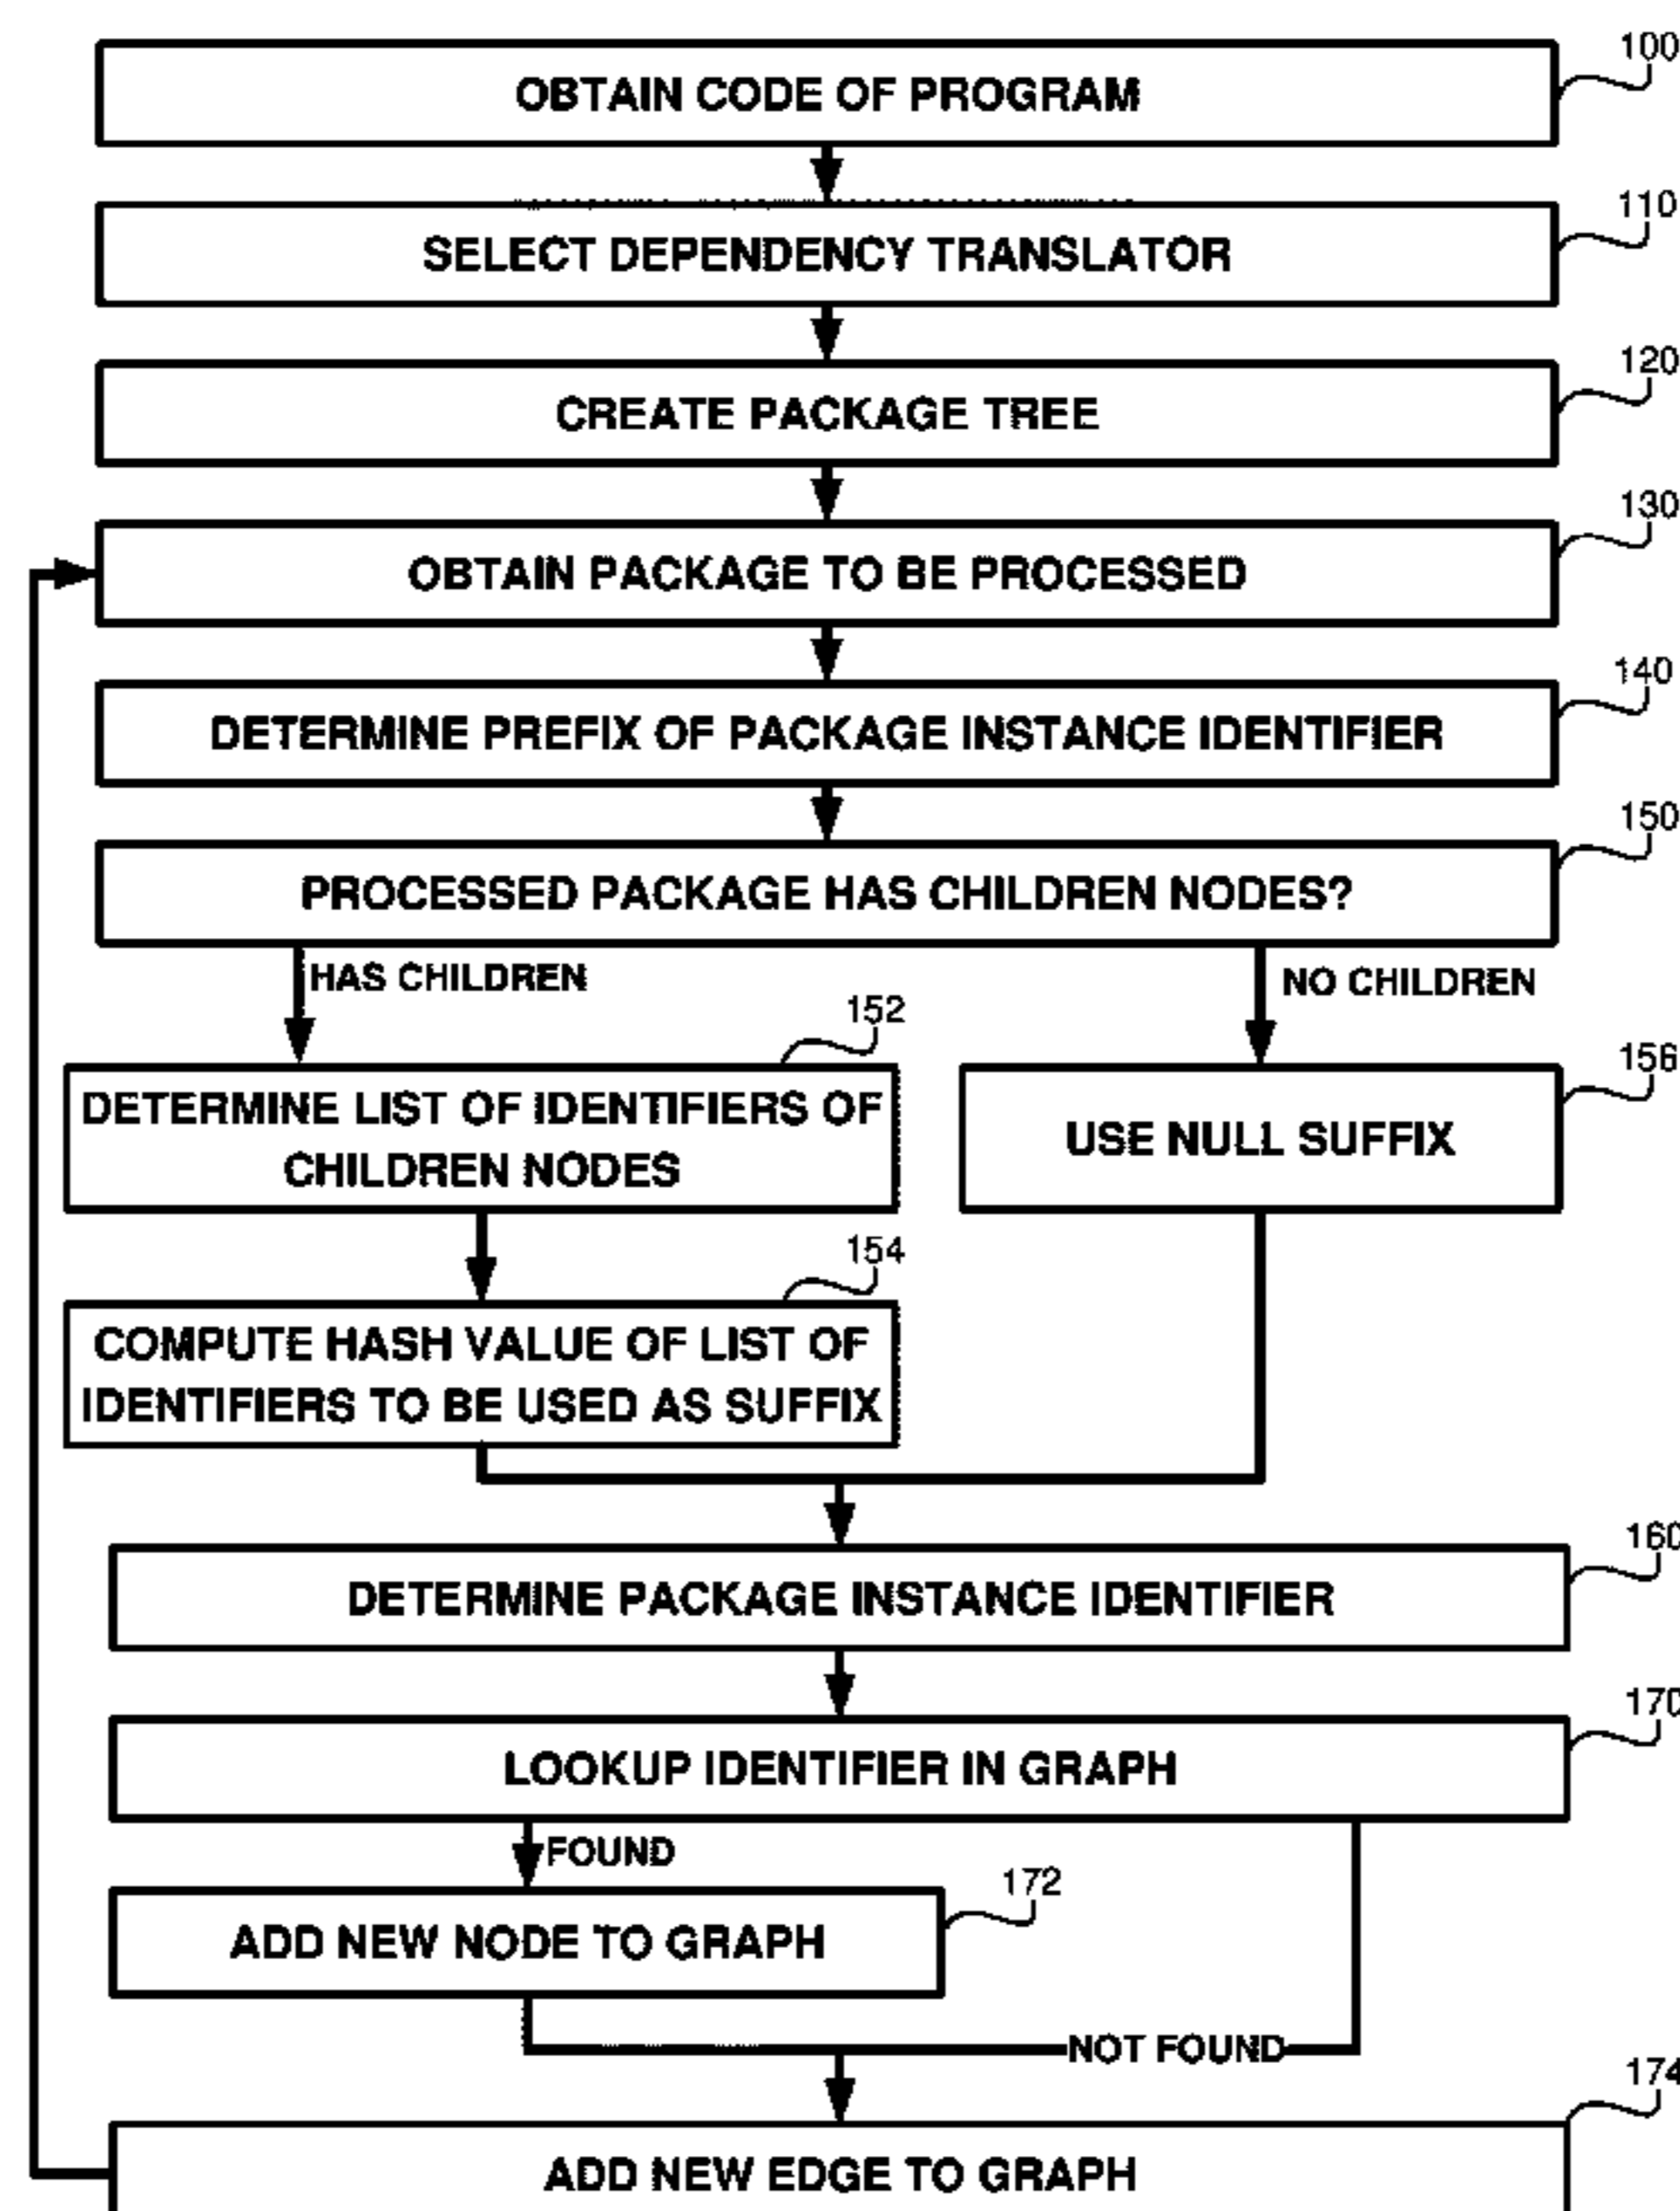 100
OBTAIN CODE OF PROGRAM
110
SELECT DEPENDENCY TRANSLATOR
120
CREATE PACKAGE TREE
130
OBTAIN PACKAGE TO BE PROCESSED
140
DETERMINE PREFIX OF PACKAGE INSTANCE IDENTIFIER
150
PROCESSED PACKAGE HAS CHILDREN NODES?
HAS CHILDREN
NO CHILDREN
152
DETERMINE LIST OF IDENTIFIERS OF
CHILDREN NODES
156
USE NULL SUFFIX
154
COMPUTE HASH VALUE OF LIST OF
IDENTIFIERS TO BE USED AS SUFFIX
160
DETERMINE PACKAGE INSTANCE IDENTIFIER
170
LOOKUP IDENTIFIER IN GRAPH
FOUND
172
ADD NEW NODE TO GRAPH
NOT FOUND
174
ADD NEW EDGE TO GRAPH